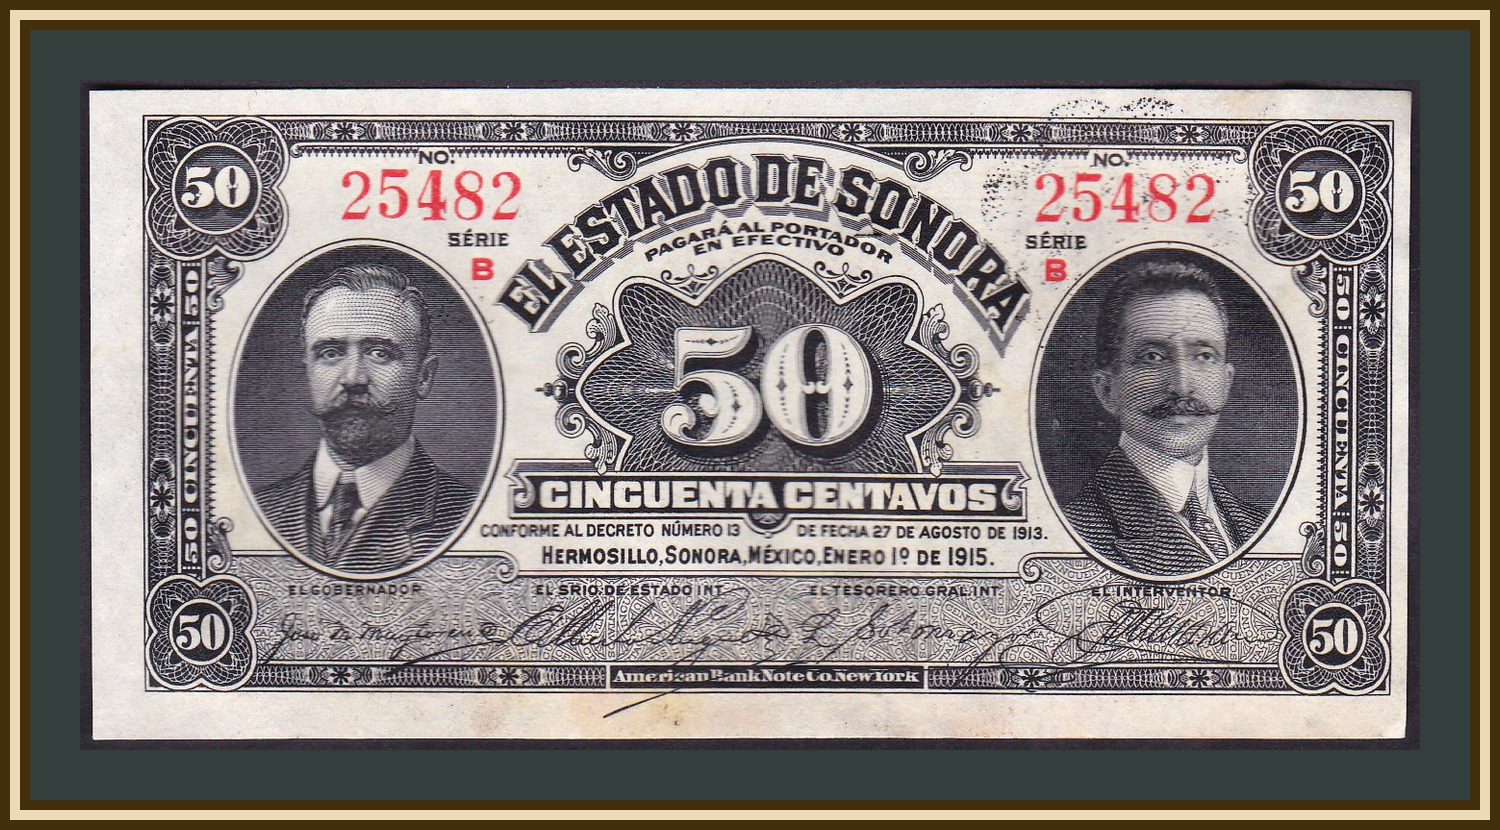 50
50
NO.
25482
NO.
25482
SÉRIE
B
SÉRIE
B
EL ESTADO DE SONORA
PAGARÁ AL PORTADOR
EN EFECTIVO
50
50 CINCUENTA 50
50 CINCUENTA 50
CINCUENTA CENTAVOS
CONFORME AL DECRETO NÚMERO 13 DE FECHA 27 DE AGOSTO DE 1913.
HERMOSILLO, SONORA, MÉXICO, ENERO 1º DE 1915.
EL GOBERNADOR
EL SRIO. DE ESTADO INT.
EL TESORERO GRAL. INT.
EL INTERVENTOR.
50
50
American Bank Note Co. New York